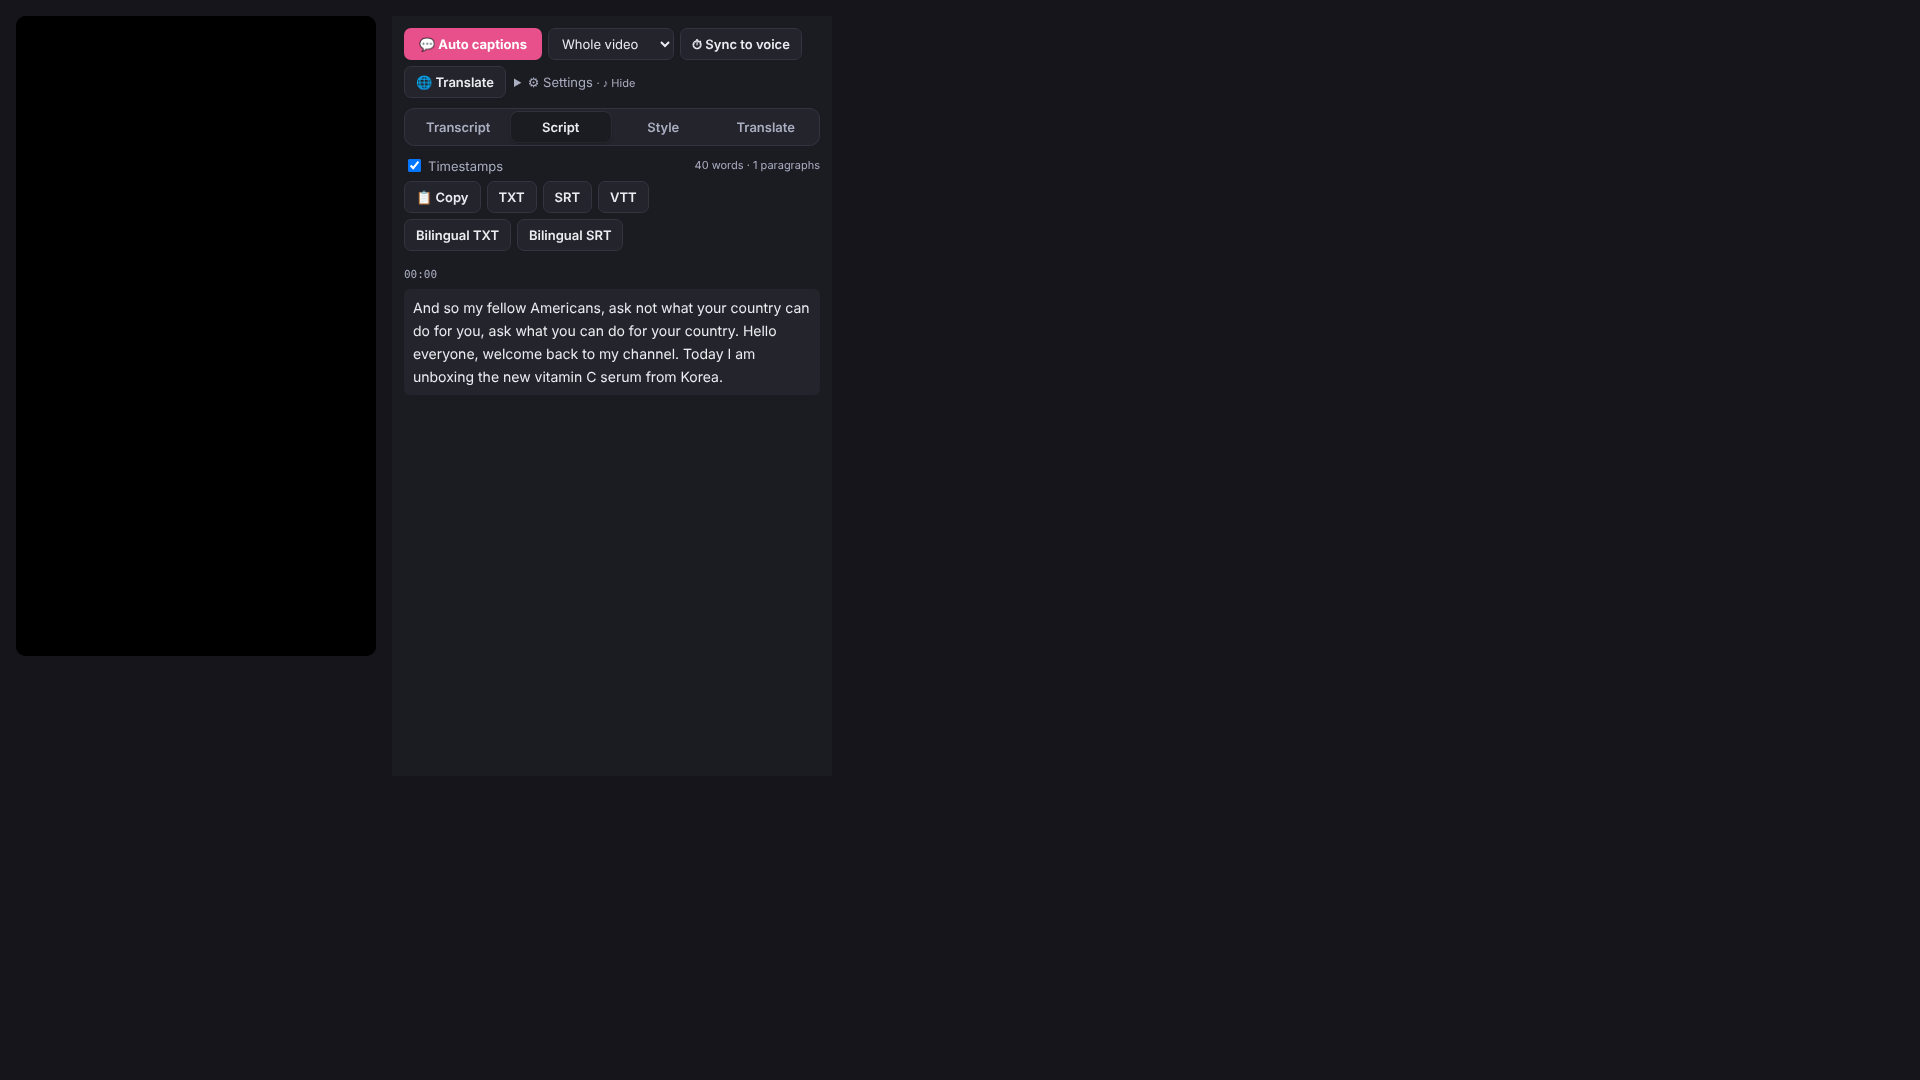 💬 Auto captions
Whole video
⏱ Sync to voice
🌐 Translate
▶ ⚙ Settings · ♪ Hide
Transcript
Script
Style
Translate
Timestamps
40 words · 1 paragraphs
📋 Copy
TXT
SRT
VTT
Bilingual TXT
Bilingual SRT
00:00
And so my fellow Americans, ask not what your country can
do for you, ask what you can do for your country. Hello
everyone, welcome back to my channel. Today I am
unboxing the new vitamin C serum from Korea.